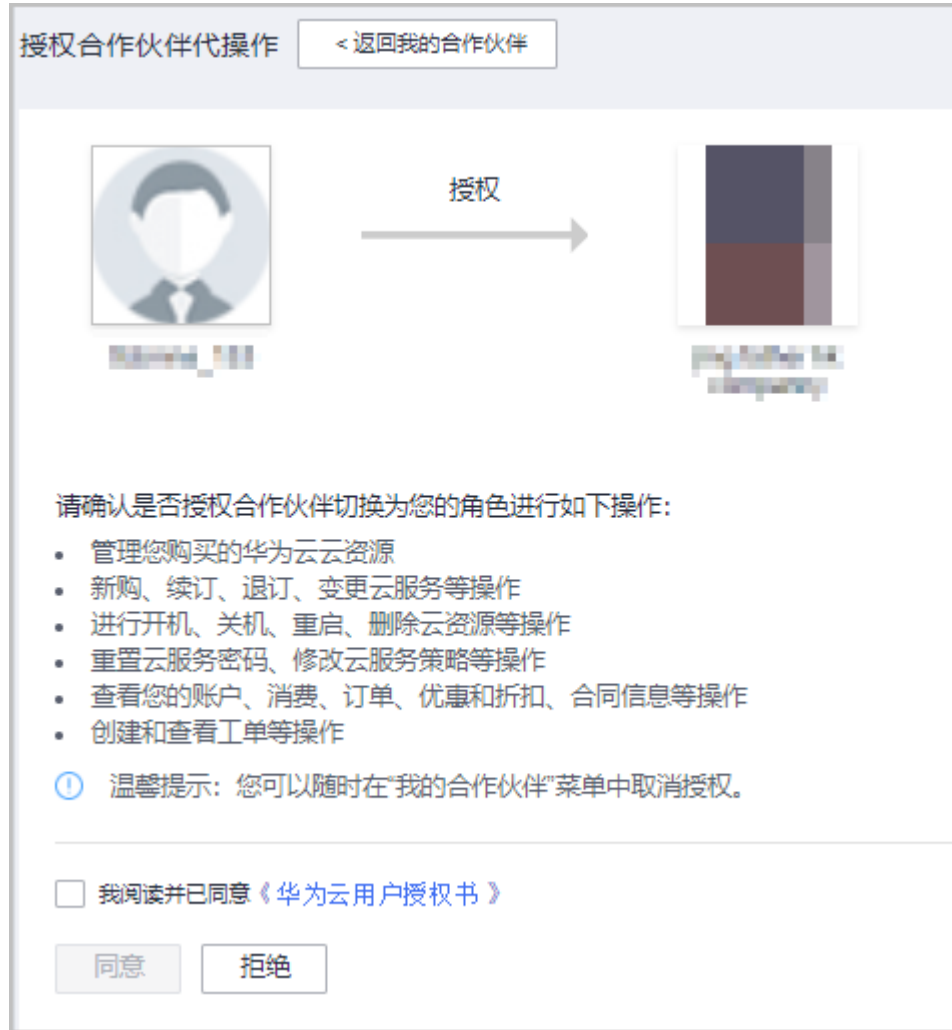 授权合作伙伴代操作 <返回我的合作伙伴
授权
请确认是否授权合作伙伴切换为您的角色进行如下操作：
• 管理您购买的华为云云资源
• 新购、续订、退订、变更云服务等操作
• 进行开机、关机、重启、删除云资源等操作
• 重置云服务密码、修改云服务策略等操作
• 查看您的账户、消费、订单、优惠和折扣、合同信息等操作
• 创建和查看工单等操作
温馨提示：您可以随时在“我的合作伙伴”菜单中取消授权。
我阅读并已同意《华为云用户授权书 》
同意 拒绝